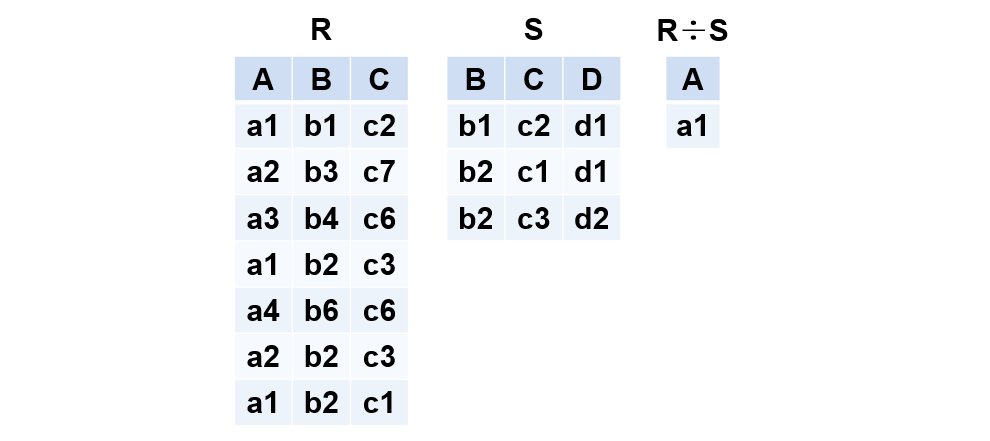 R S R÷S
A B C B C D A
a1 b1 c2 b1 c2 d1 a1
a2 b3 c7 b2 c1 d1
a3 b4 c6 b2 c3 d2
a1 b2 c3
a4 b6 c6
a2 b2 c3
a1 b2 c1